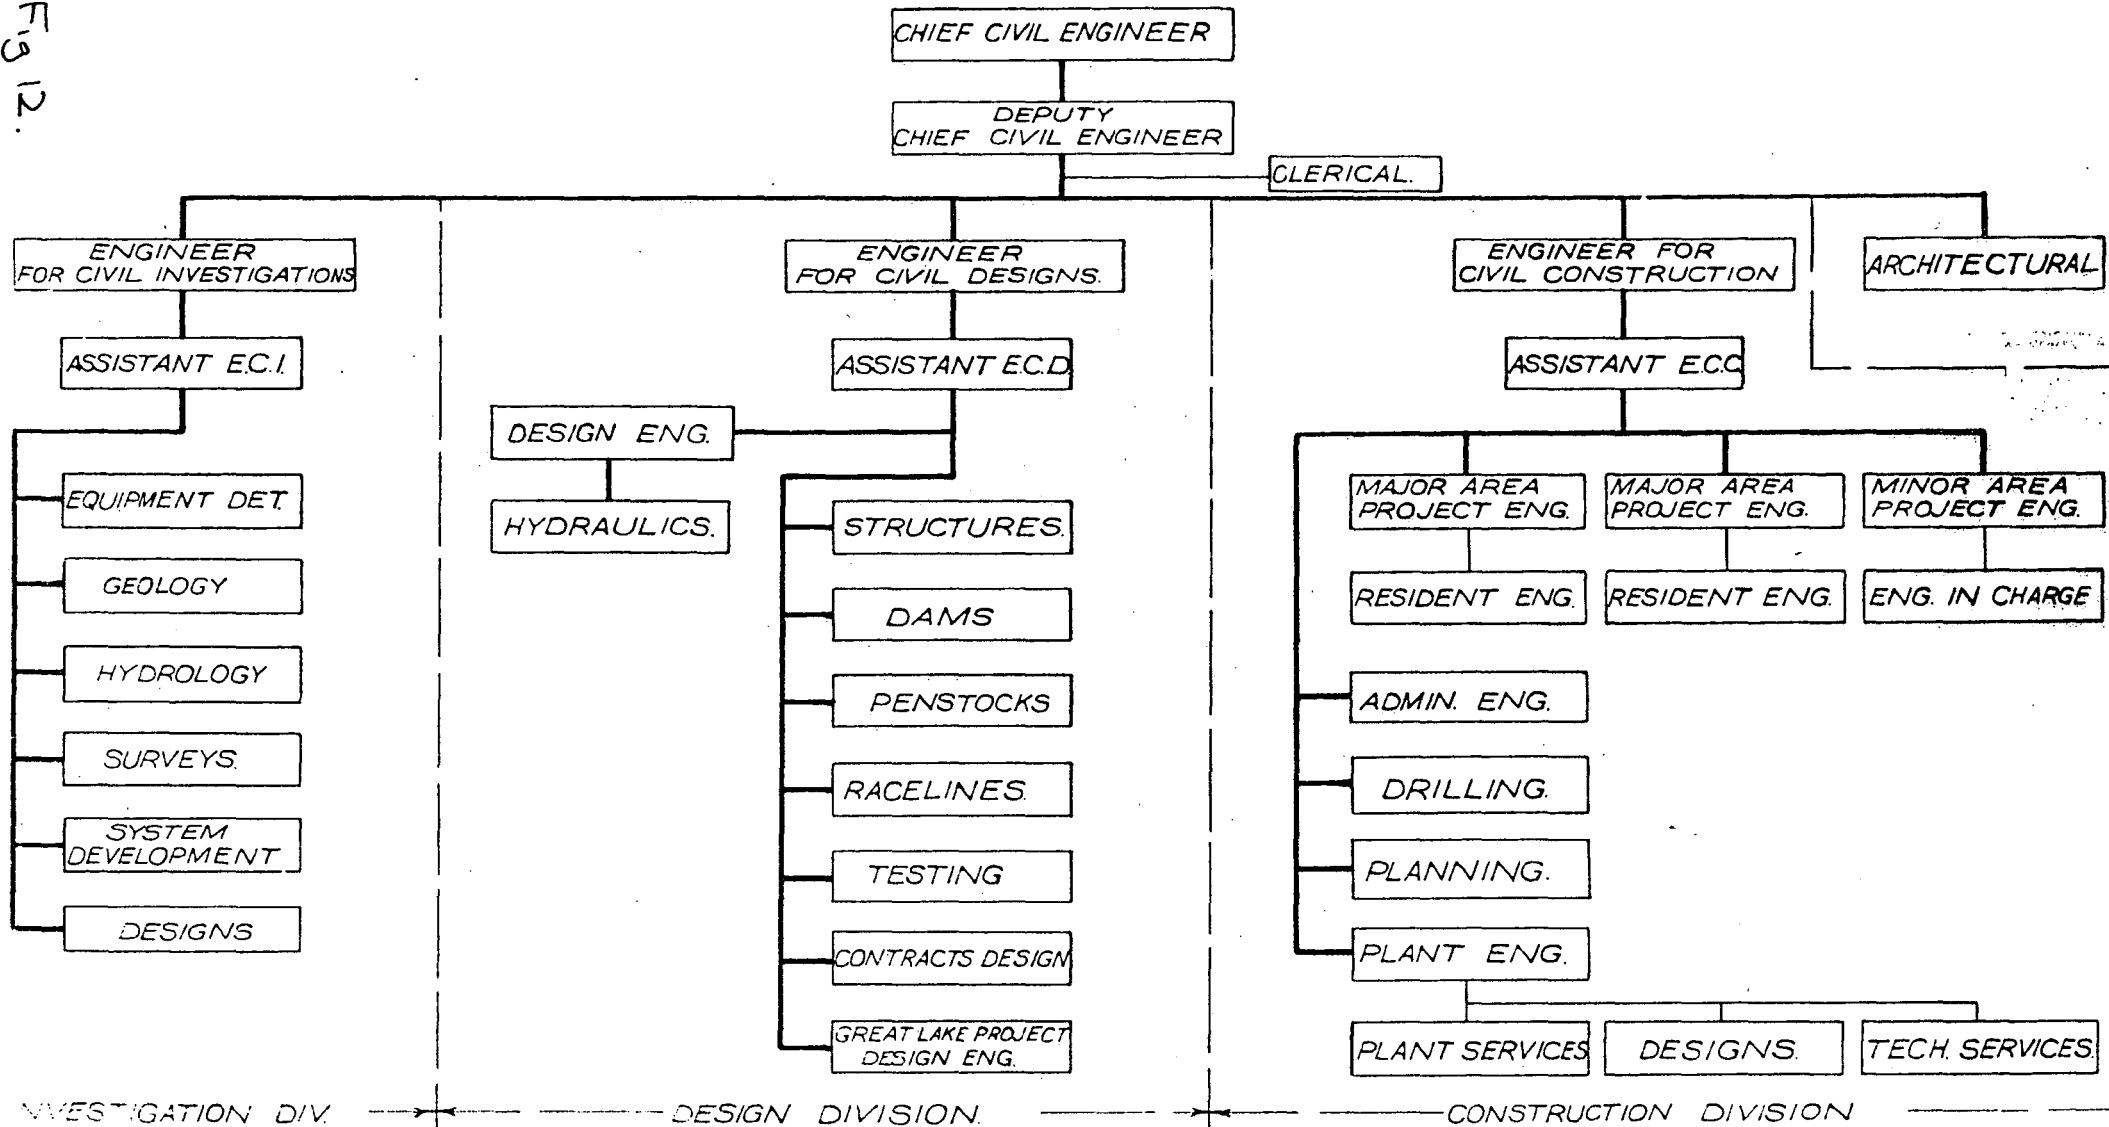 Fig 12.
CHIEF CIVIL ENGINEER
DEPUTY
CHIEF CIVIL ENGINEER
CLERICAL.
ENGINEER
FOR CIVIL INVESTIGATIONS
ENGINEER
FOR CIVIL DESIGNS.
ENGINEER FOR
CIVIL CONSTRUCTION
ARCHITECTURAL
ASSISTANT E.C.I.
ASSISTANT E.C.D.
ASSISTANT E.C.C
DESIGN ENG.
HYDRAULICS.
EQUIPMENT DET.
GEOLOGY
HYDROLOGY
SURVEYS.
SYSTEM
DEVELOPMENT
DESIGNS
STRUCTURES.
DAMS
PENSTOCKS
RACELINES.
TESTING
CONTRACTS DESIGN
GREAT LAKE PROJECT
DESIGN ENG.
MAJOR AREA
PROJECT ENG.
MAJOR AREA
PROJECT ENG.
MINOR AREA
PROJECT ENG.
RESIDENT ENG.
RESIDENT ENG.
ENG. IN CHARGE
ADMIN. ENG.
DRILLING.
PLANNING.
PLANT ENG.
PLANT SERVICES
DESIGNS.
TECH. SERVICES.
NVESTIGATION DIV.
DESIGN DIVISION.
CONSTRUCTION DIVISION